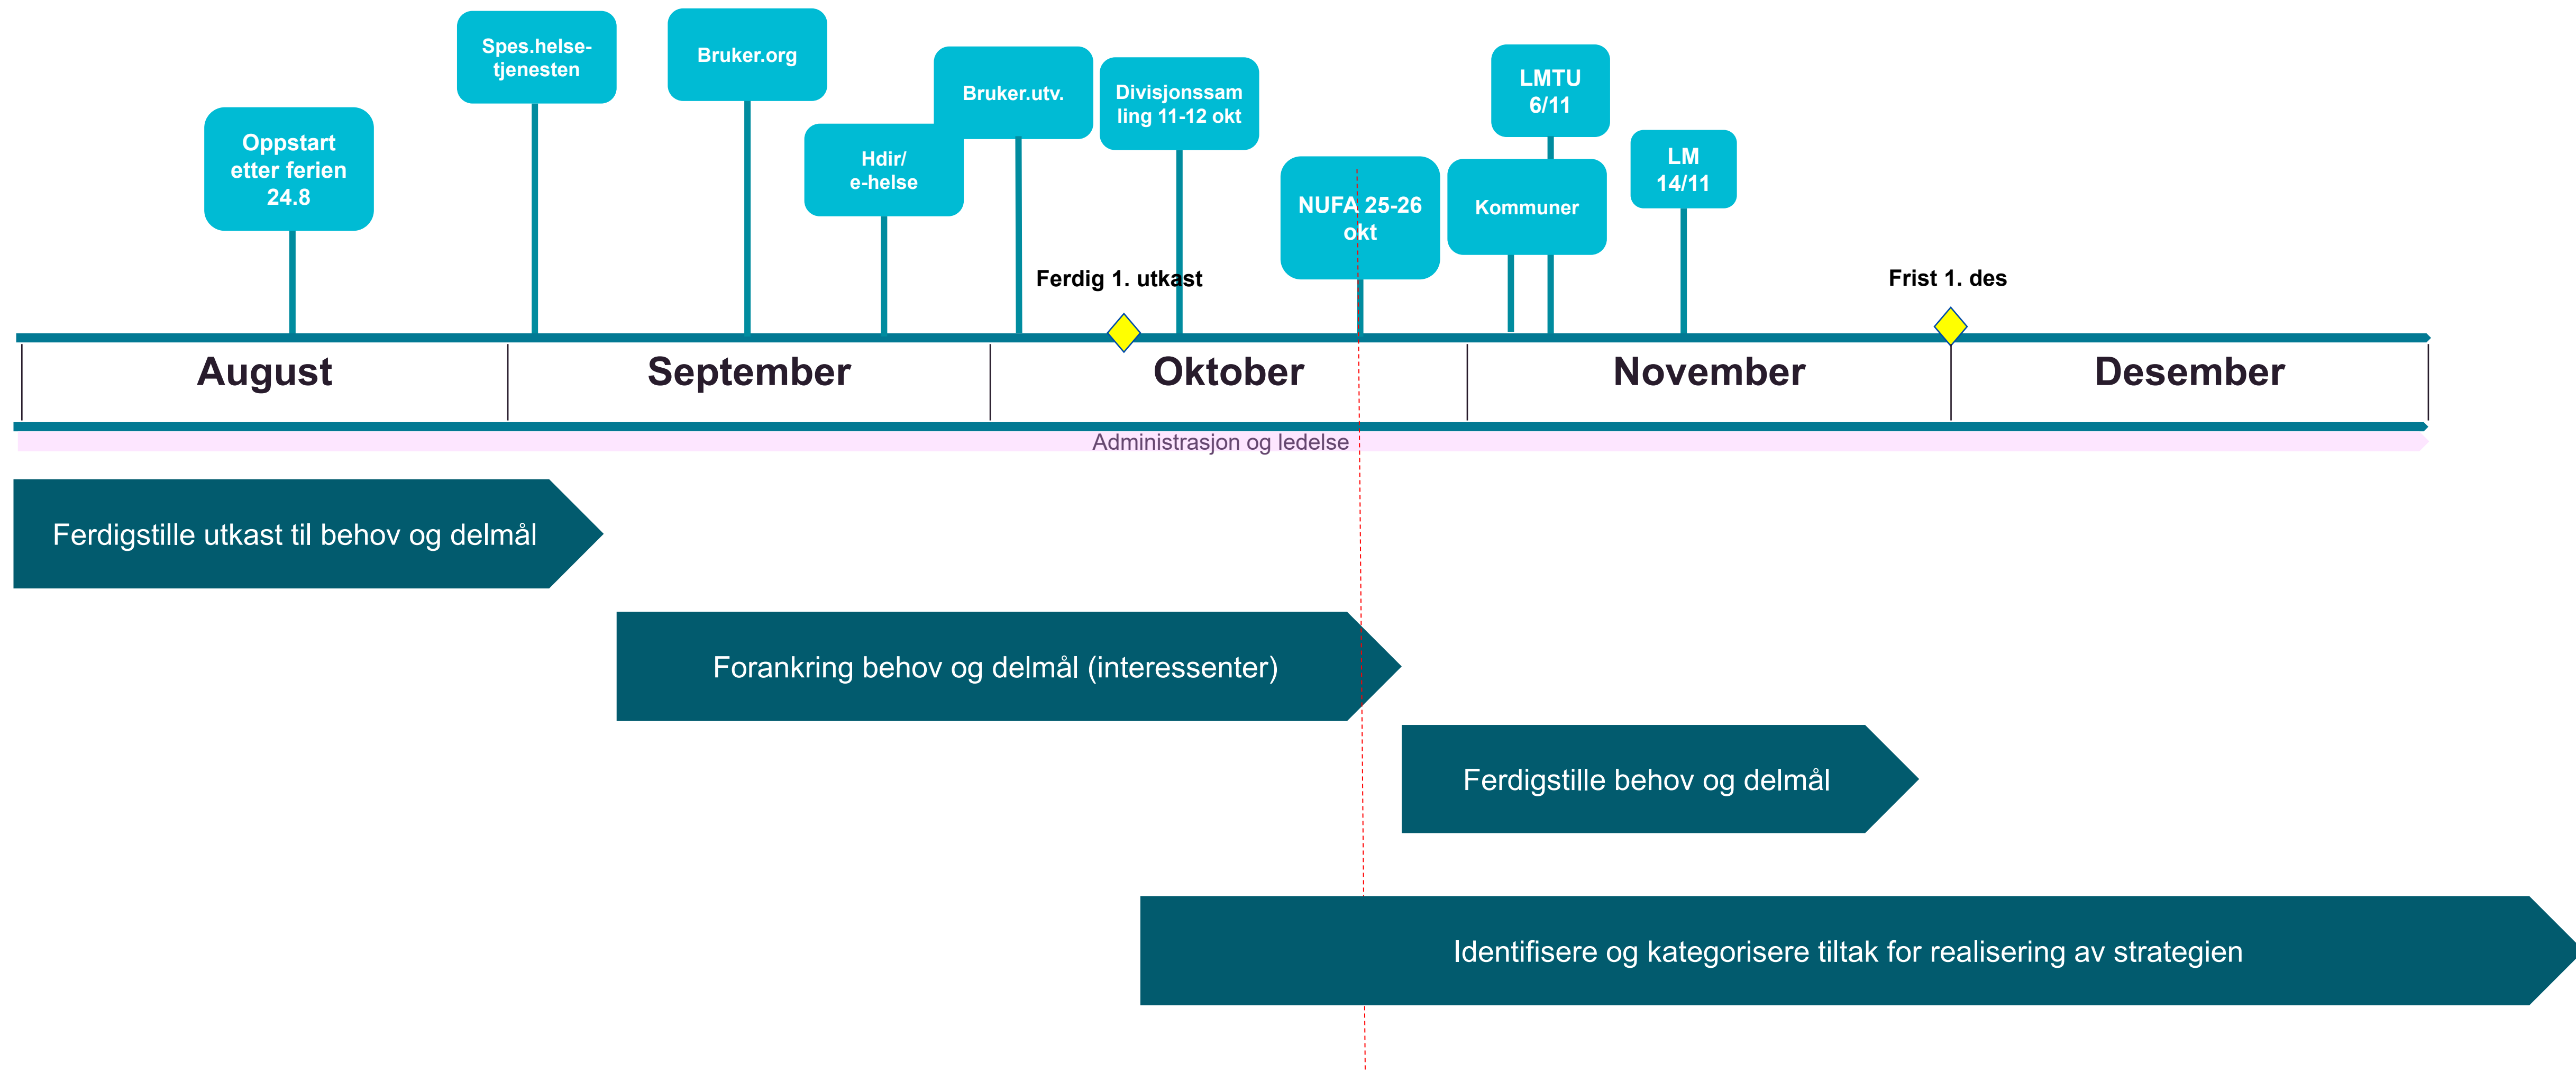 Spes.helse-
tjenesten
Bruker.org
Bruker.utv.
Divisjonssam
ling 11-12 okt
LMTU
6/11
Oppstart
etter ferien
24.8
Hdir/
e-helse
NUFA 25-26
okt
Kommuner
LM
14/11
Ferdig 1. utkast
Frist 1. des
August
September
Oktober
November
Desember
Administrasjon og ledelse
Ferdigstille utkast til behov og delmål
Forankring behov og delmål (interessenter)
Ferdigstille behov og delmål
Identifisere og kategorisere tiltak for realisering av strategien